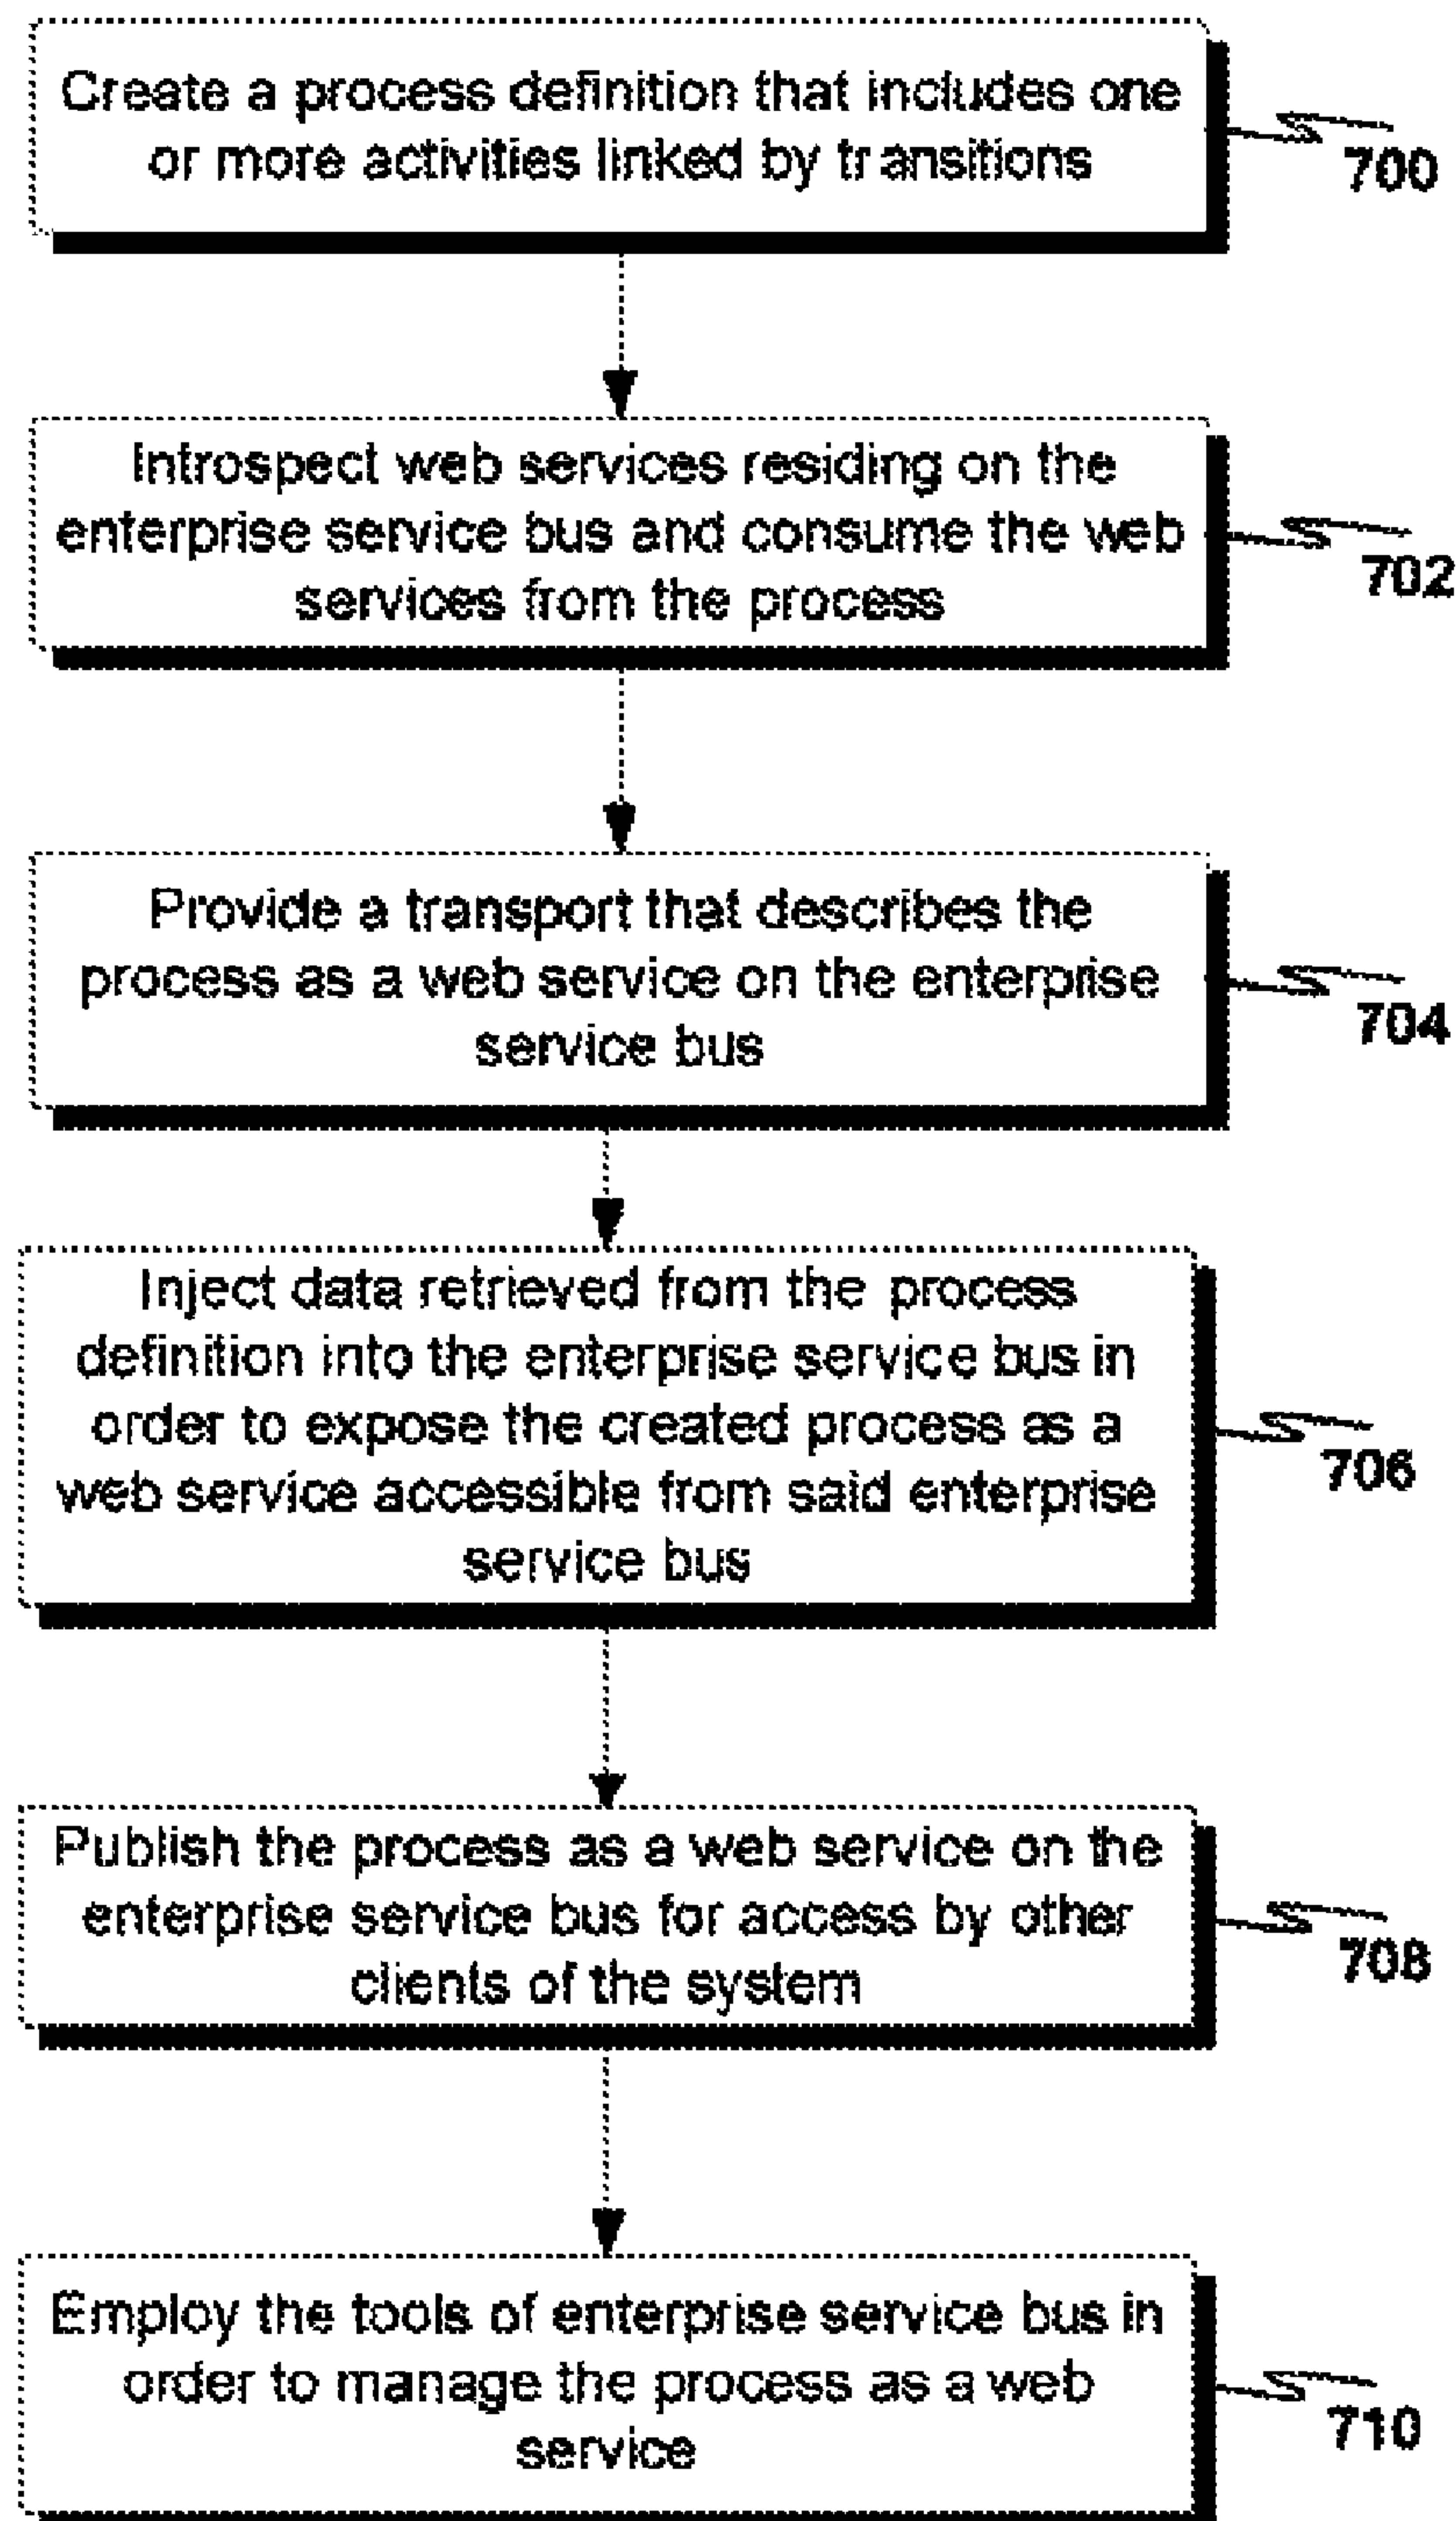 Create a process definition that includes one
or more activities linked by transitions
700
Introspect web services residing on the
enterprise service bus and consume the web
services from the process
702
Provide a transport that describes the
process as a web service on the enterprise
service bus
704
Inject data retrieved from the process
definition into the enterprise service bus in
order to expose the created process as a
web service accessible from said enterprise
service bus
706
Publish the process as a web service on the
enterprise service bus for access by other
clients of the system
708
Employ the tools of enterprise service bus in
order to manage the process as a web
service
710